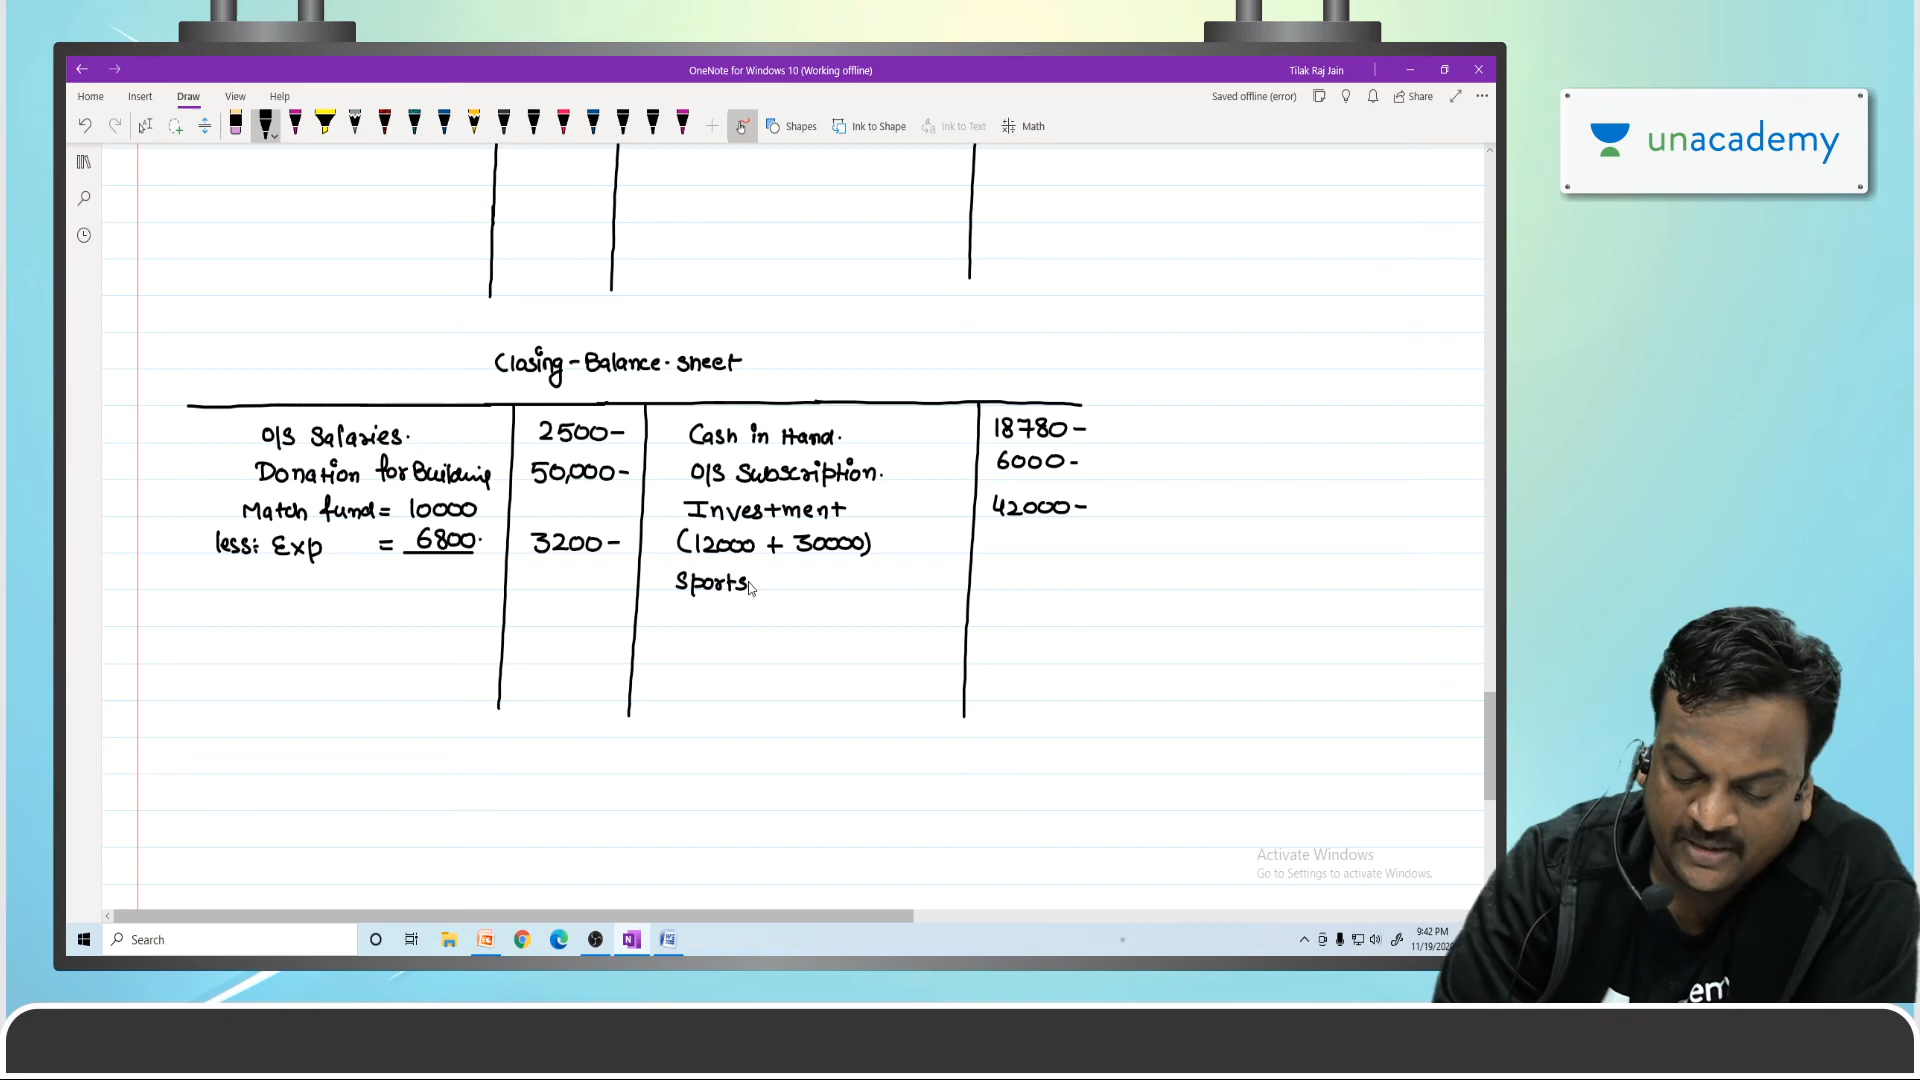 OneNote for Windows 10 (Working offline)
Tilak Raj Jain
Home Insert Draw View Help
Saved offline (error)
Share
Shapes
Ink to Shape
Ink to Text
Math
unacademy
Closing-Balance.sheet
O/S Salaries. 2500- Cash in Hand. 18780-
Donation for Building 50,000- O/S Subscription. 6000-
Match fund= 10000 Investment 42000-
less: Exp = 6800. 3200- (12000 + 30000)
Sports
Activate Windows
Go to Settings to activate Windows.
Search
9:42 PM